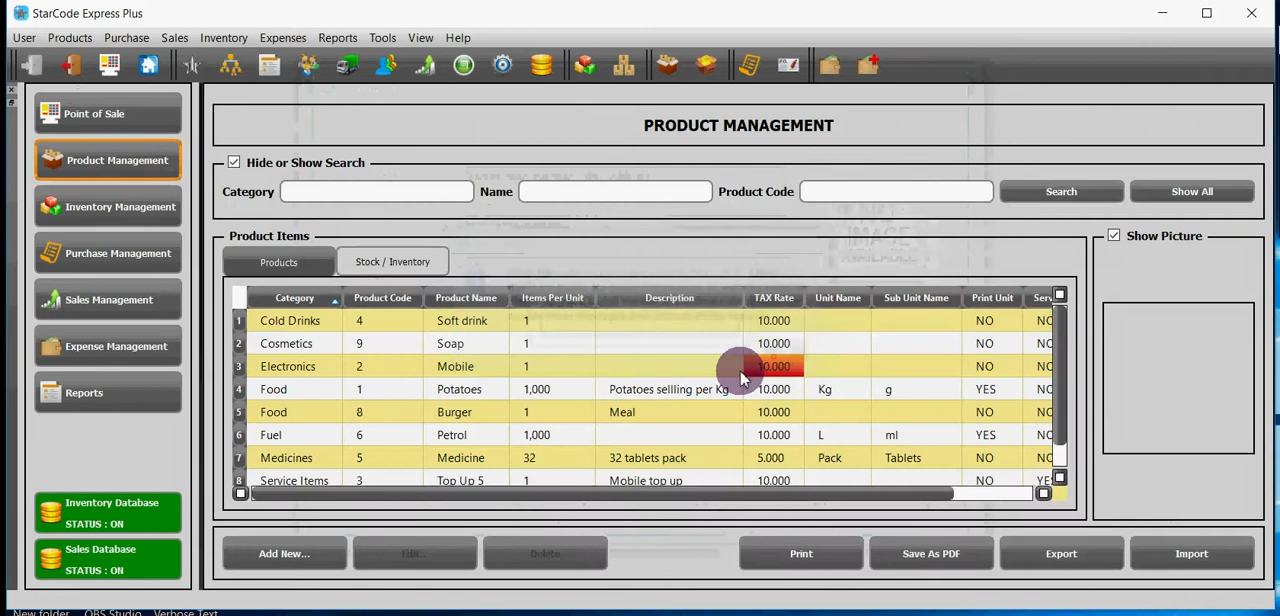 StarCode Express Plus
User Products Purchase Sales Inventory Expenses Reports Tools View Help
Point of Sale
Product Management
Inventory Management
Purchase Management
Sales Management
Expense Management
Reports
Inventory Database
STATUS : ON
Sales Database
STATUS : ON
PRODUCT MANAGEMENT
Hide or Show Search
Category Name Product Code Search Show All
Product Items
Products Stock / Inventory
Category Product Code Product Name Items Per Unit Description TAX Rate Unit Name Sub Unit Name Print Unit Serv
1 Cold Drinks 4 Soft drink 1 10.000 NO NO
2 Cosmetics 9 Soap 1 10.000 NO NO
3 Electronics 2 Mobile 1 10.000 NO NO
4 Food 1 Potatoes 1,000 Potatoes sellling per Kg 10.000 Kg g YES NO
5 Food 8 Burger 1 Meal 10.000 NO NO
6 Fuel 6 Petrol 1,000 10.000 L ml YES NO
7 Medicines 5 Medicine 32 32 tablets pack 5.000 Pack Tablets NO NO
8 Service Items 3 Top Up 5 1 Mobile top up 10.000 NO YE
Show Picture
Add New... Edit... Delete Print Save As PDF Export Import
New folder OBS Studio Verbose Text